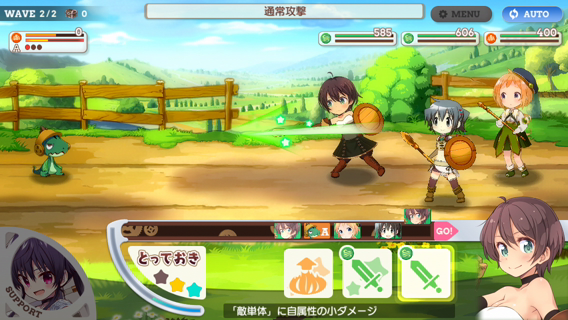 WAVE 2/2 0
通常攻撃
MENU
AUTO
0
A
585
606
400
A
GO!
とっておき
SUPPORT
「敵単体」に自属性の小ダメージ